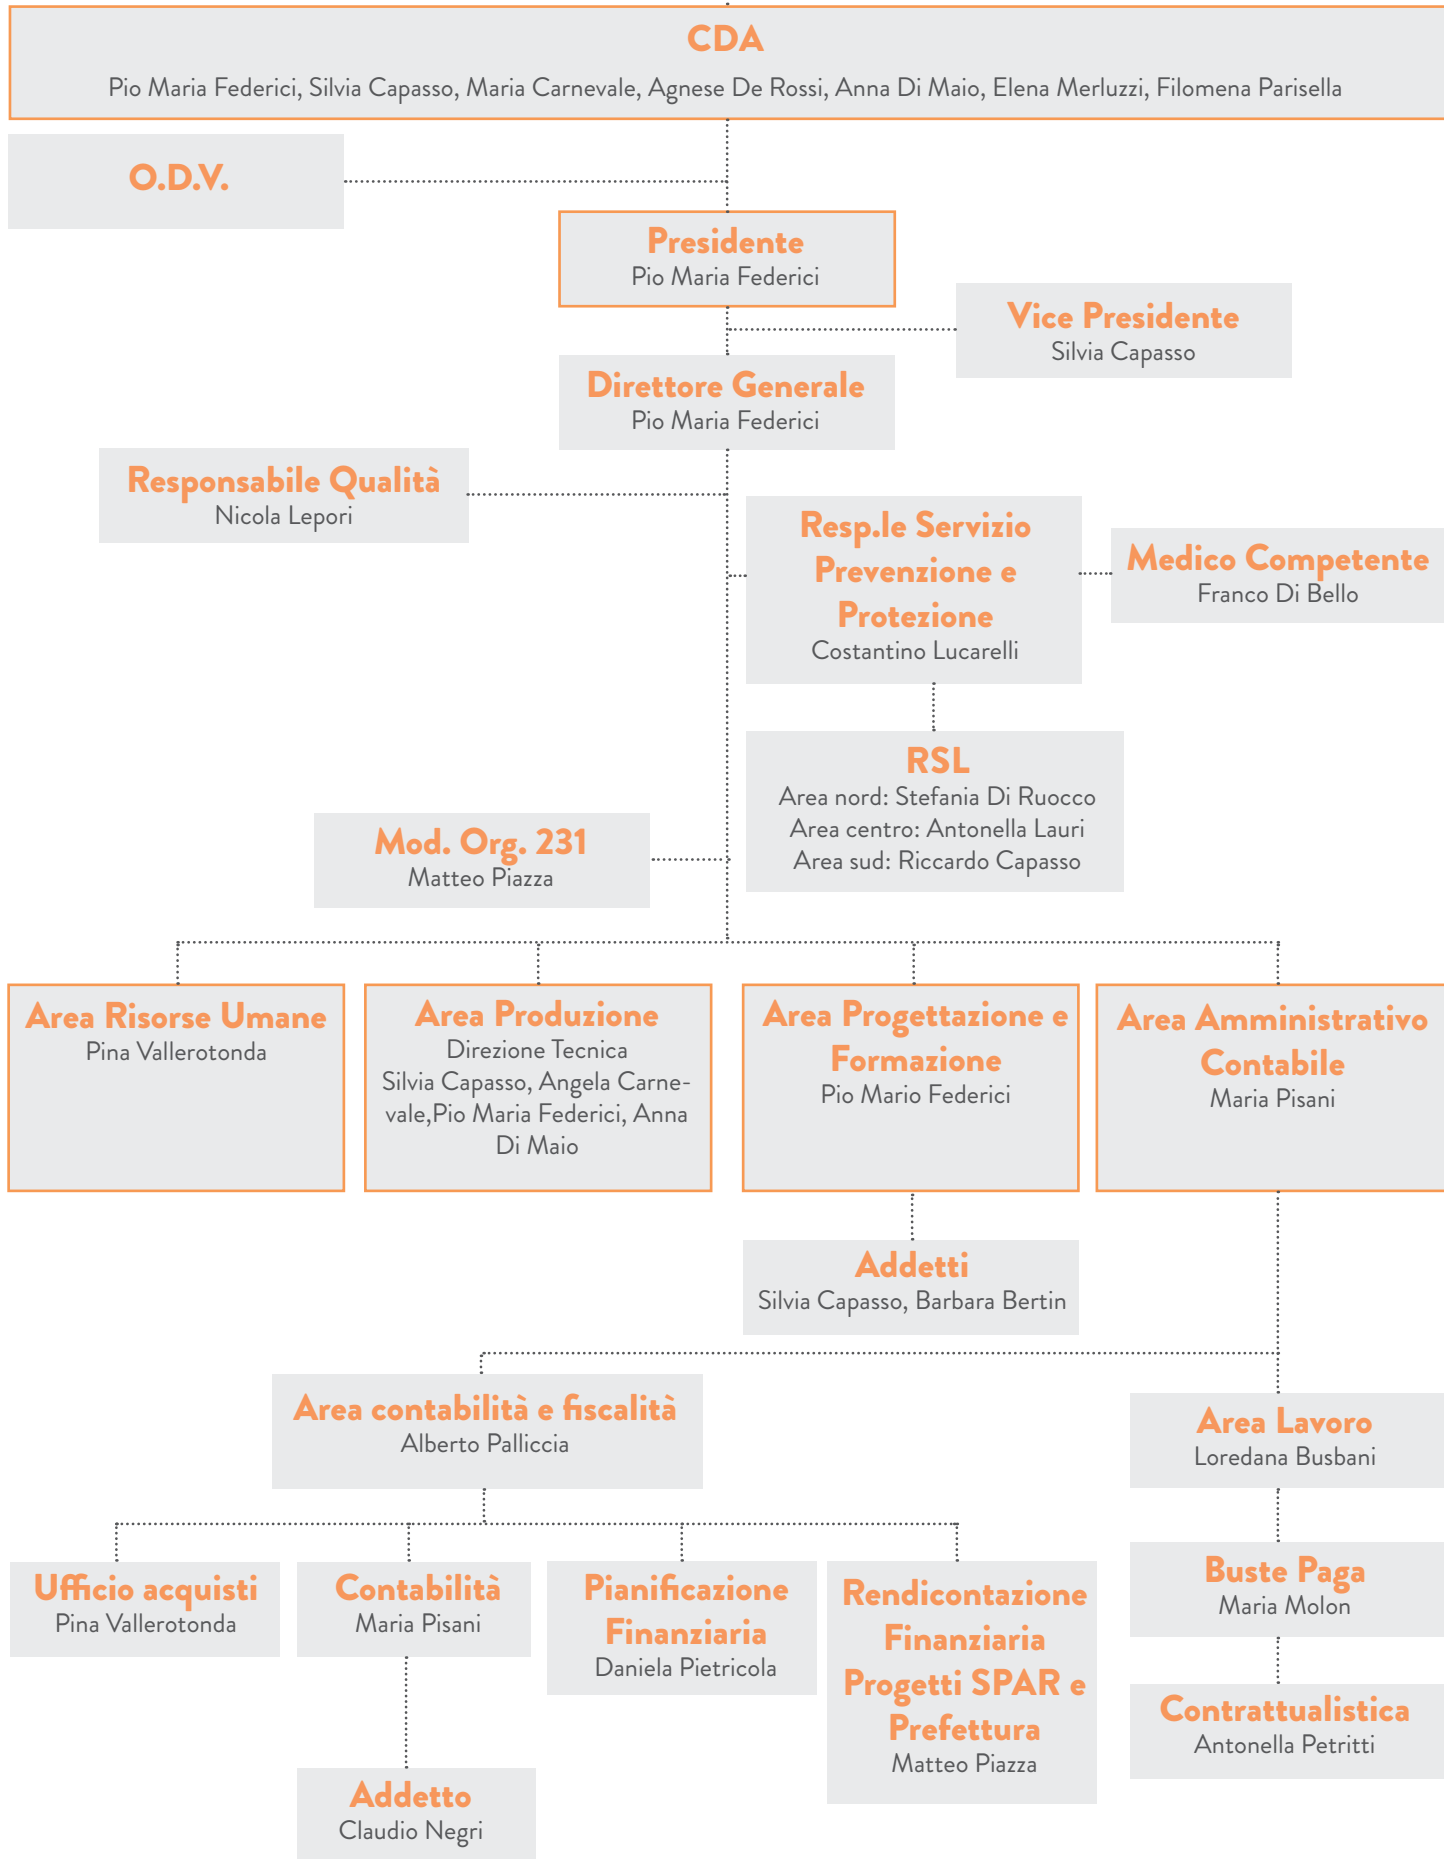 CDA
Pio Maria Federici, Silvia Capasso, Maria Carnevale, Agnese De Rossi, Anna Di Maio, Elena Merluzzi, Filomena Parisella
O.D.V.
Presidente
Pio Maria Federici
Vice Presidente
Silvia Capasso
Direttore Generale
Pio Maria Federici
Responsabile Qualità
Nicola Lepori
Resp.le Servizio
Prevenzione e
Protezione
Costantino Lucarelli
Medico Competente
Franco Di Bello
RSL
Area nord: Stefania Di Ruocco
Area centro: Antonella Lauri
Area sud: Riccardo Capasso
Mod. Org. 231
Matteo Piazza
Area Risorse Umane
Pina Vallerotonda
Area Produzione
Direzione Tecnica
Silvia Capasso, Angela Carne-
vale,Pio Maria Federici, Anna
Di Maio
Area Progettazione e
Formazione
Pio Mario Federici
Area Amministrativo
Contabile
Maria Pisani
Addetti
Silvia Capasso, Barbara Bertin
Area contabilità e fiscalità
Alberto Palliccia
Area Lavoro
Loredana Busbani
Ufficio acquisti
Pina Vallerotonda
Contabilità
Maria Pisani
Pianificazione
Finanziaria
Daniela Pietricola
Rendicontazione
Finanziaria
Progetti SPAR e
Prefettura
Matteo Piazza
Buste Paga
Maria Molon
Contrattualistica
Antonella Petritti
Addetto
Claudio Negri